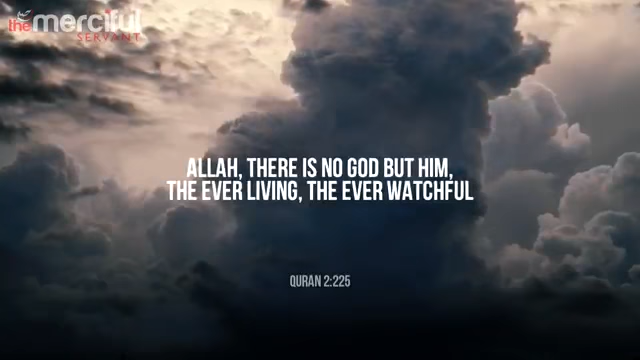 the merciful
SERVANT
ALLAH, THERE IS NO GOD BUT HIM,
THE EVER LIVING, THE EVER WATCHFUL
QURAN 2:225